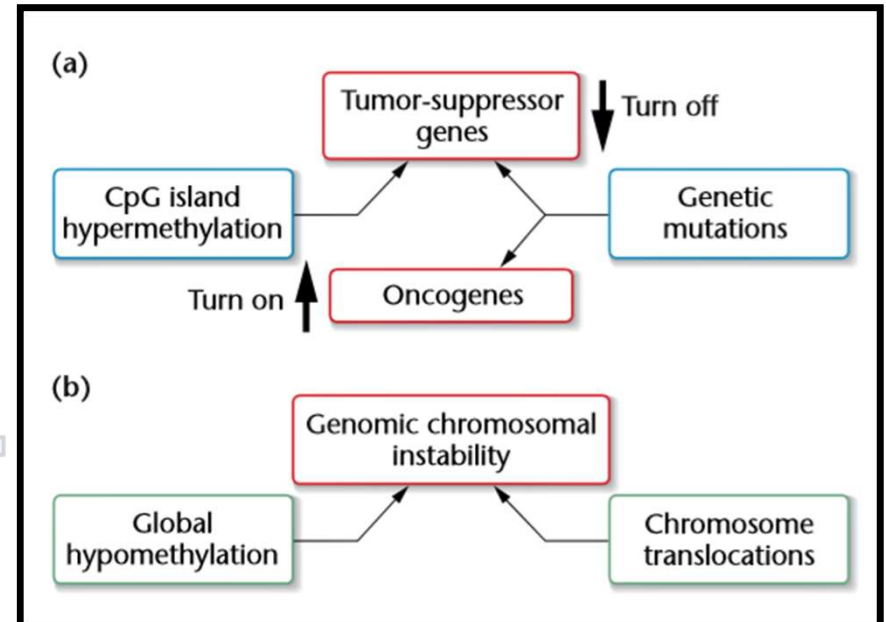 (a)
Tumor-suppressor
genes
Turn off
CpG island
hypermethylation
Genetic
mutations
Turn on
Oncogenes
(b)
Genomic chromosomal
instability
Global
hypomethylation
Chromosome
translocations